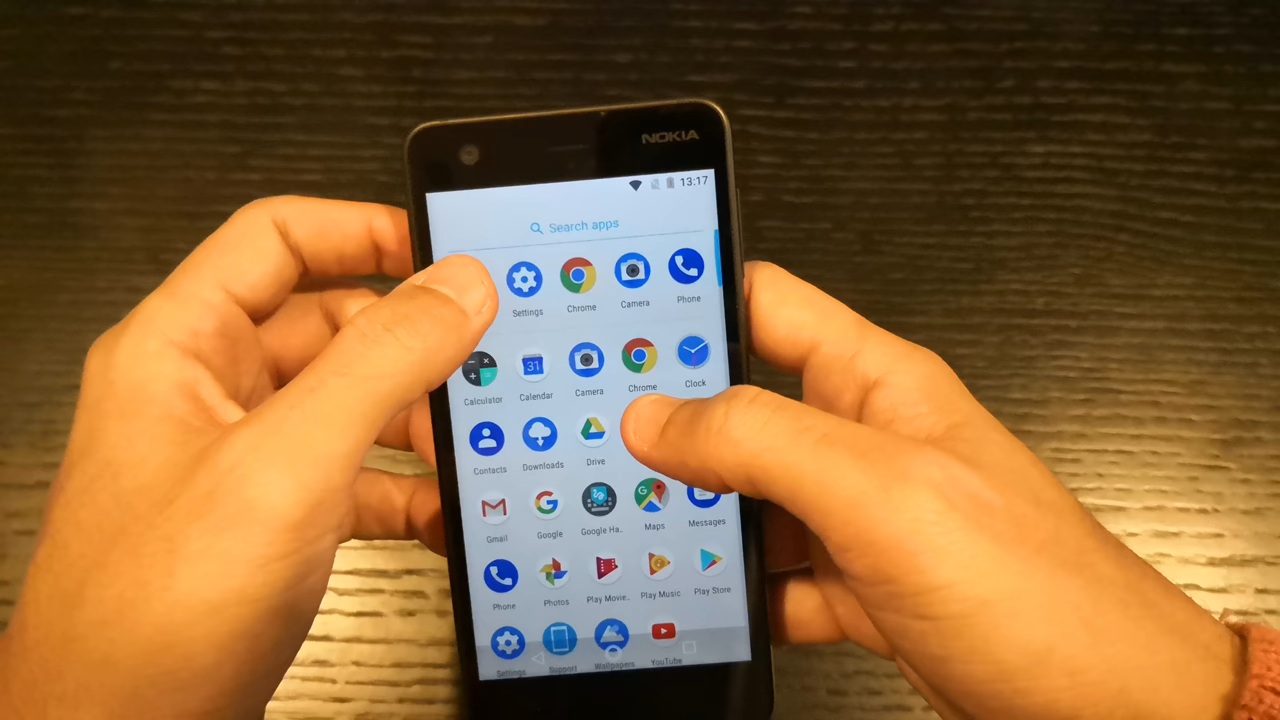 NOKIA
13:17
Search apps
Settings Chrome Camera Phone
Calculator Calendar Camera Chrome Clock
31
Contacts Downloads Drive
Gmail Google Google Ha.. Maps Messages
Phone Photos Play Movie.. Play Music Play Store
Settings Support Wallpapers YouTube